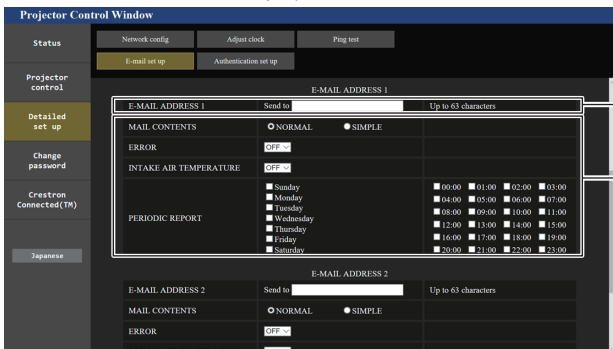 Projector Control Window
Status
Network config Adjust clock Ping test
E-mail set up Authentication set up
Projector
control
Detailed
set up
Change
password
Crestron
Connected(TM)
Japanese
E-MAIL ADDRESS 1
E-MAIL ADDRESS 1 Send to Up to 63 characters
MAIL CONTENTS NORMAL SIMPLE
ERROR OFF
INTAKE AIR TEMPERATURE OFF
PERIODIC REPORT
Sunday
Monday
Tuesday
Wednesday
Thursday
Friday
Saturday
00:00 01:00 02:00 03:00
04:00 05:00 06:00 07:00
08:00 09:00 10:00 11:00
12:00 13:00 14:00 15:00
16:00 17:00 18:00 19:00
20:00 21:00 22:00 23:00
E-MAIL ADDRESS 2
E-MAIL ADDRESS 2 Send to Up to 63 characters
MAIL CONTENTS NORMAL SIMPLE
ERROR OFF